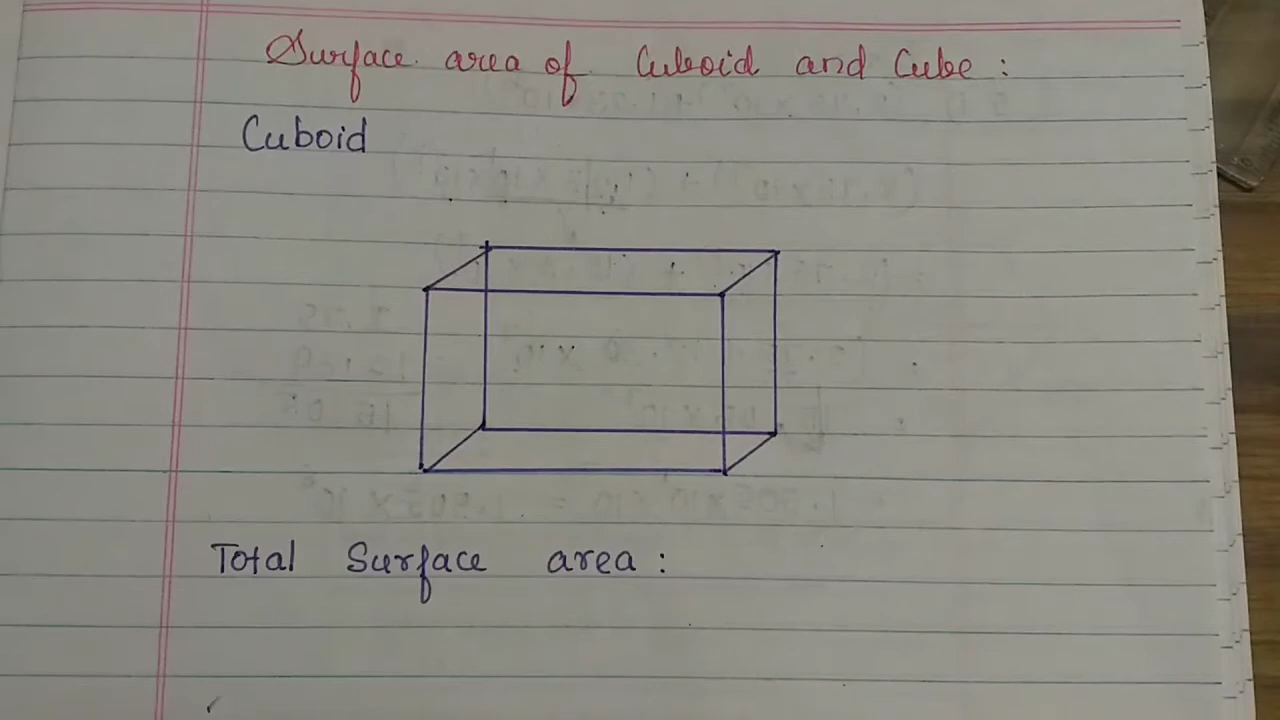 Surface area of Cuboid and Cube :
Cuboid
Total Surface area :